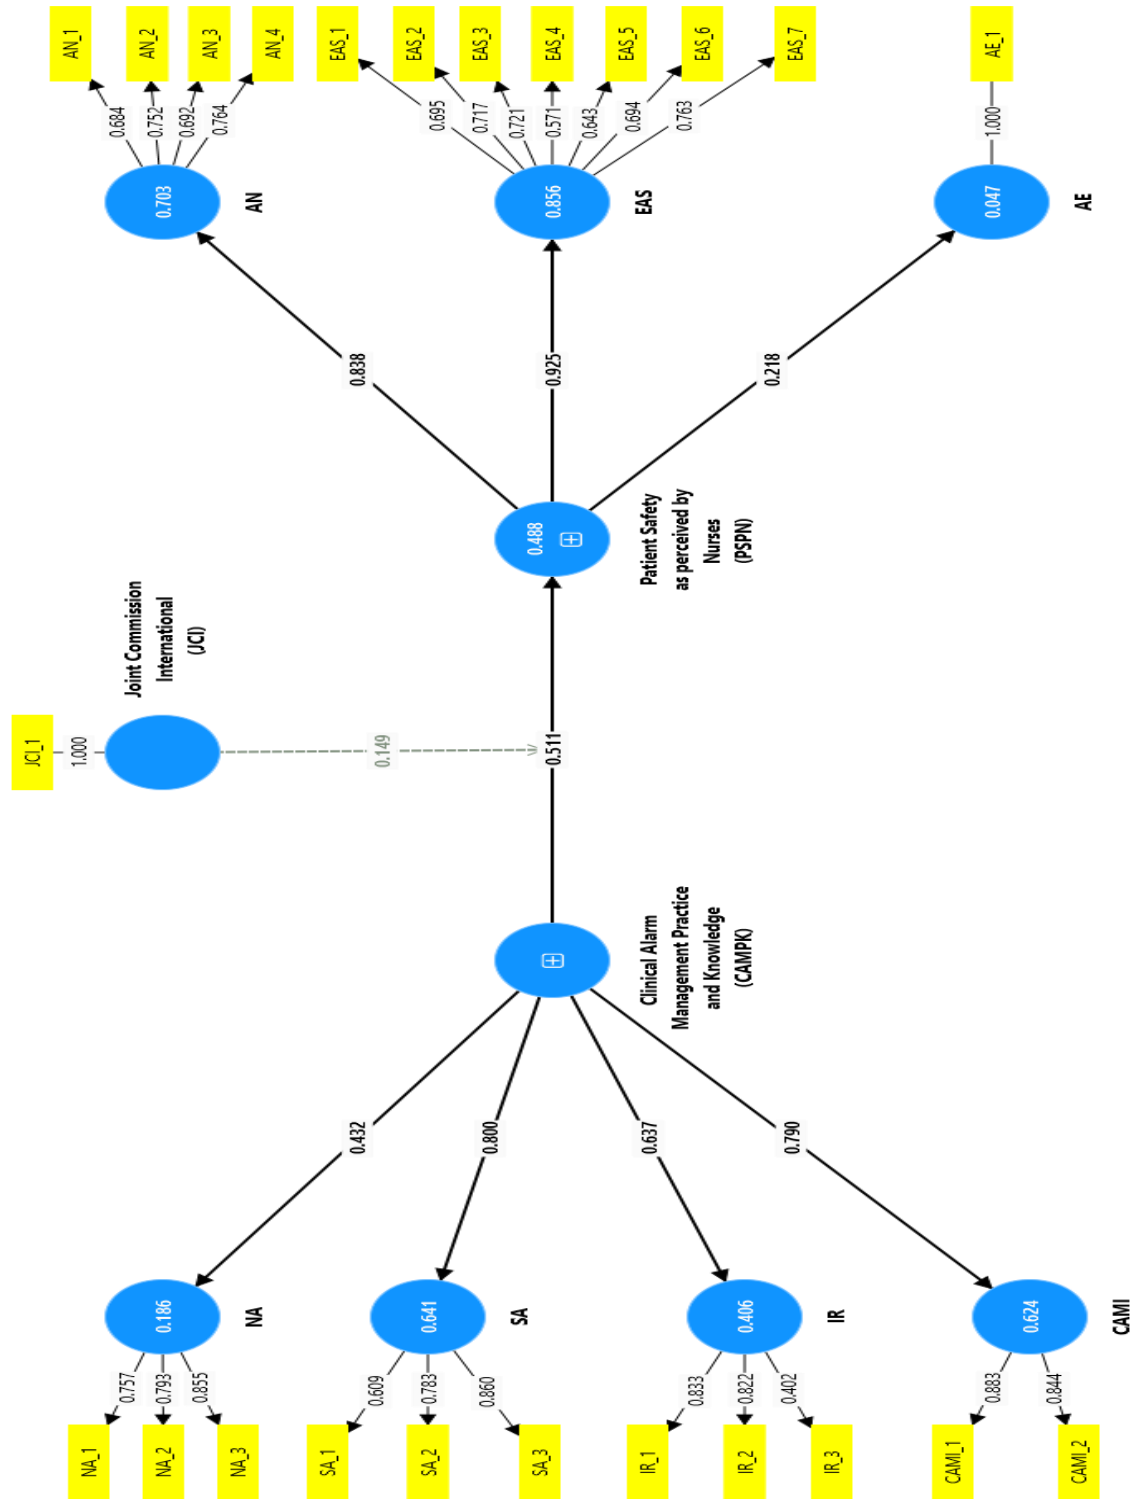 NA_1
NA_2
NA_3
0.757
0.793
0.855
0.186
NA
SA_1
SA_2
SA_3
0.609
0.783
0.860
0.641
SA
IR_1
IR_2
IR_3
0.833
0.822
0.402
0.406
IR
CAMI_1
CAMI_2
0.883
0.844
0.624
CAMI
0.432
0.800
0.637
0.790
Clinical Alarm
Management Practice
and Knowledge
(CAMPK)
JCI_1
1.000
Joint Commission
International
(JCI)
0.149
0.511
0.488
Patient Safety
as perceived by
Nurses
(PSPN)
0.838
0.925
0.218
0.703
AN
0.684
0.752
0.692
0.764
AN_1
AN_2
AN_3
AN_4
0.856
EAS
0.695
0.717
0.721
0.571
0.643
0.694
0.763
EAS_1
EAS_2
EAS_3
EAS_4
EAS_5
EAS_6
EAS_7
0.047
AE
1.000
AE_1